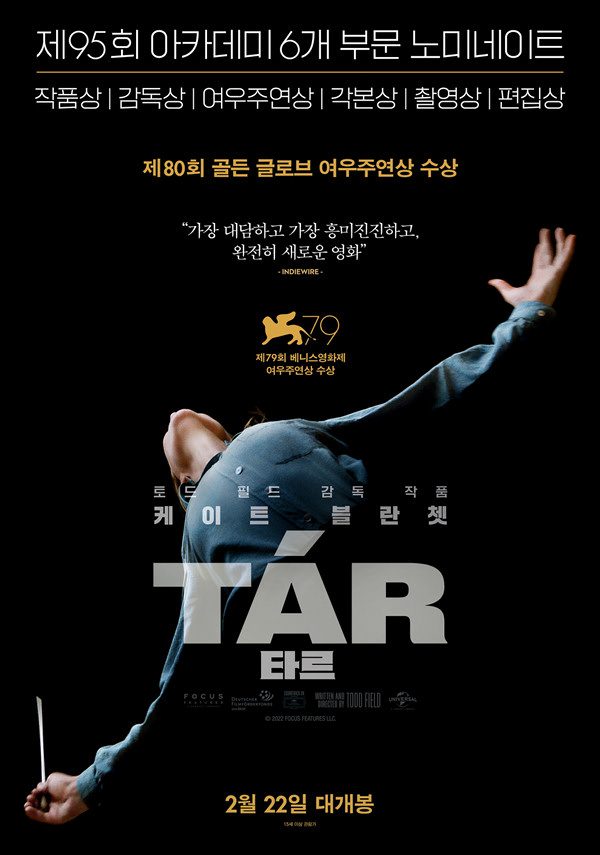 제95회 아카데미 6개 부문 노미네이트
작품상 | 감독상 | 여우주연상 | 각본상 | 촬영상 | 편집상
제80회 골든 글로브 여우주연상 수상
“가장 대담하고 가장 흥미진진하고,
완전히 새로운 영화”
- INDIEWIRE -
79
제79회 베니스영화제
여우주연상 수상
토드 필드 감독 작품
케이트 블란쳇
TÁR
타르
FOCUS
FEATURES
DEUTSCHER
FILMFÖRDERFONDS
WRITTEN AND
DIRECTED BY TODD FIELD
UNIVERSAL
© 2022 FOCUS FEATURES LLC.
2월 22일 대개봉
15세 이상 관람가